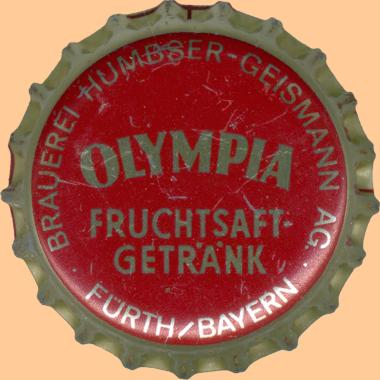 BRAUEREI HUMBSER-GEISMANN AG.
OLYMPIA
FRUCHTSAFT-
GETRÄNK
· FÜRTH/BAYERN ·